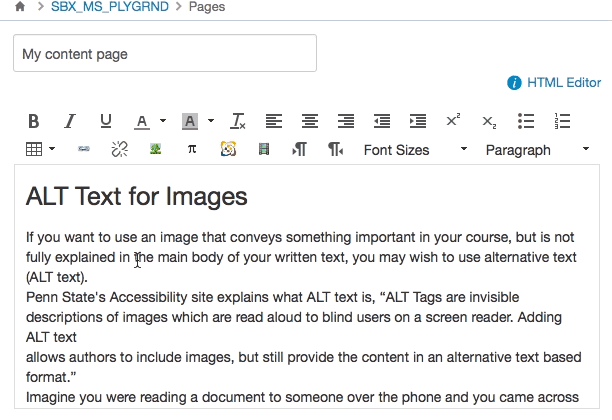 SBX_MS_PLYGRND > Pages
My content page
HTML Editor
B I U A A Tx x² x₂
π Font Sizes Paragraph
ALT Text for Images
If you want to use an image that conveys something important in your course, but is not
fully explained in the main body of your written text, you may wish to use alternative text
(ALT text).
Penn State's Accessibility site explains what ALT text is, “ALT Tags are invisible
descriptions of images which are read aloud to blind users on a screen reader. Adding
ALT text
allows authors to include images, but still provide the content in an alternative text based
format.”
Imagine you were reading a document to someone over the phone and you came across